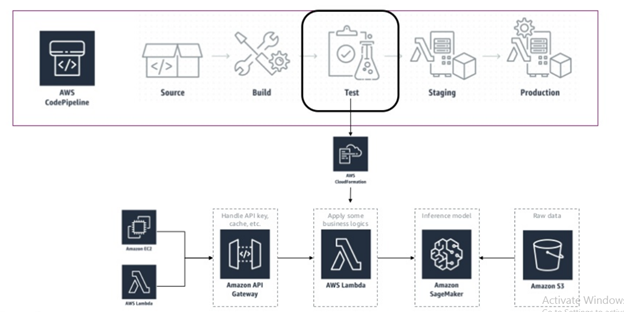 AWS
CodePipeline
Source
Build
Test
Staging
Production
AWS
CloudFormation
Handle API key,
cache, etc.
Apply some
business logics
Inference model
Raw data
Amazon EC2
AWS Lambda
Amazon API
Gateway
AWS Lambda
Amazon
SageMaker
Amazon S3
Activate Windows